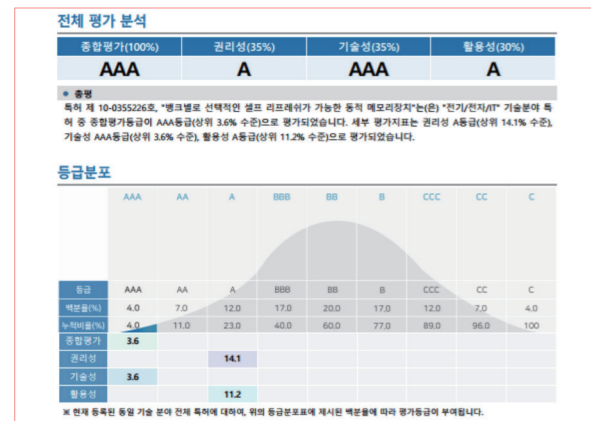 전체 평가 분석
종합평가(100%) 권리성(35%) 기술성(35%) 활용성(30%)
AAA A AAA A
● 총평
특허 제 10-0355226호, "뱅크별로 선택적인 셀프 리프레쉬가 가능한 동적 메모리장치"는(은) "전기/전자/IT" 기술분야 특
허 중 종합평가등급이 AAA등급(상위 3.6% 수준)으로 평가되었습니다. 세부 평가지표는 권리성 A등급(상위 14.1% 수준),
기술성 AAA등급(상위 3.6% 수준), 활용성 A등급(상위 11.2% 수준)으로 평가되었습니다.
등급분포
AAA AA A BBB BB B CCC CC C
등급 AAA AA A BBB BB B CCC CC C
백분율(%) 4.0 7.0 12.0 17.0 20.0 17.0 12.0 7.0 4.0
누적비율(%) 4.0 11.0 23.0 40.0 60.0 77.0 89.0 96.0 100
종합평가 3.6
권리성 14.1
기술성 3.6
활용성 11.2
※ 현재 등록된 동일 기술 분야 전체 특허에 대하여, 위의 등급분포표에 제시된 백분율에 따라 평가등급이 부여됩니다.